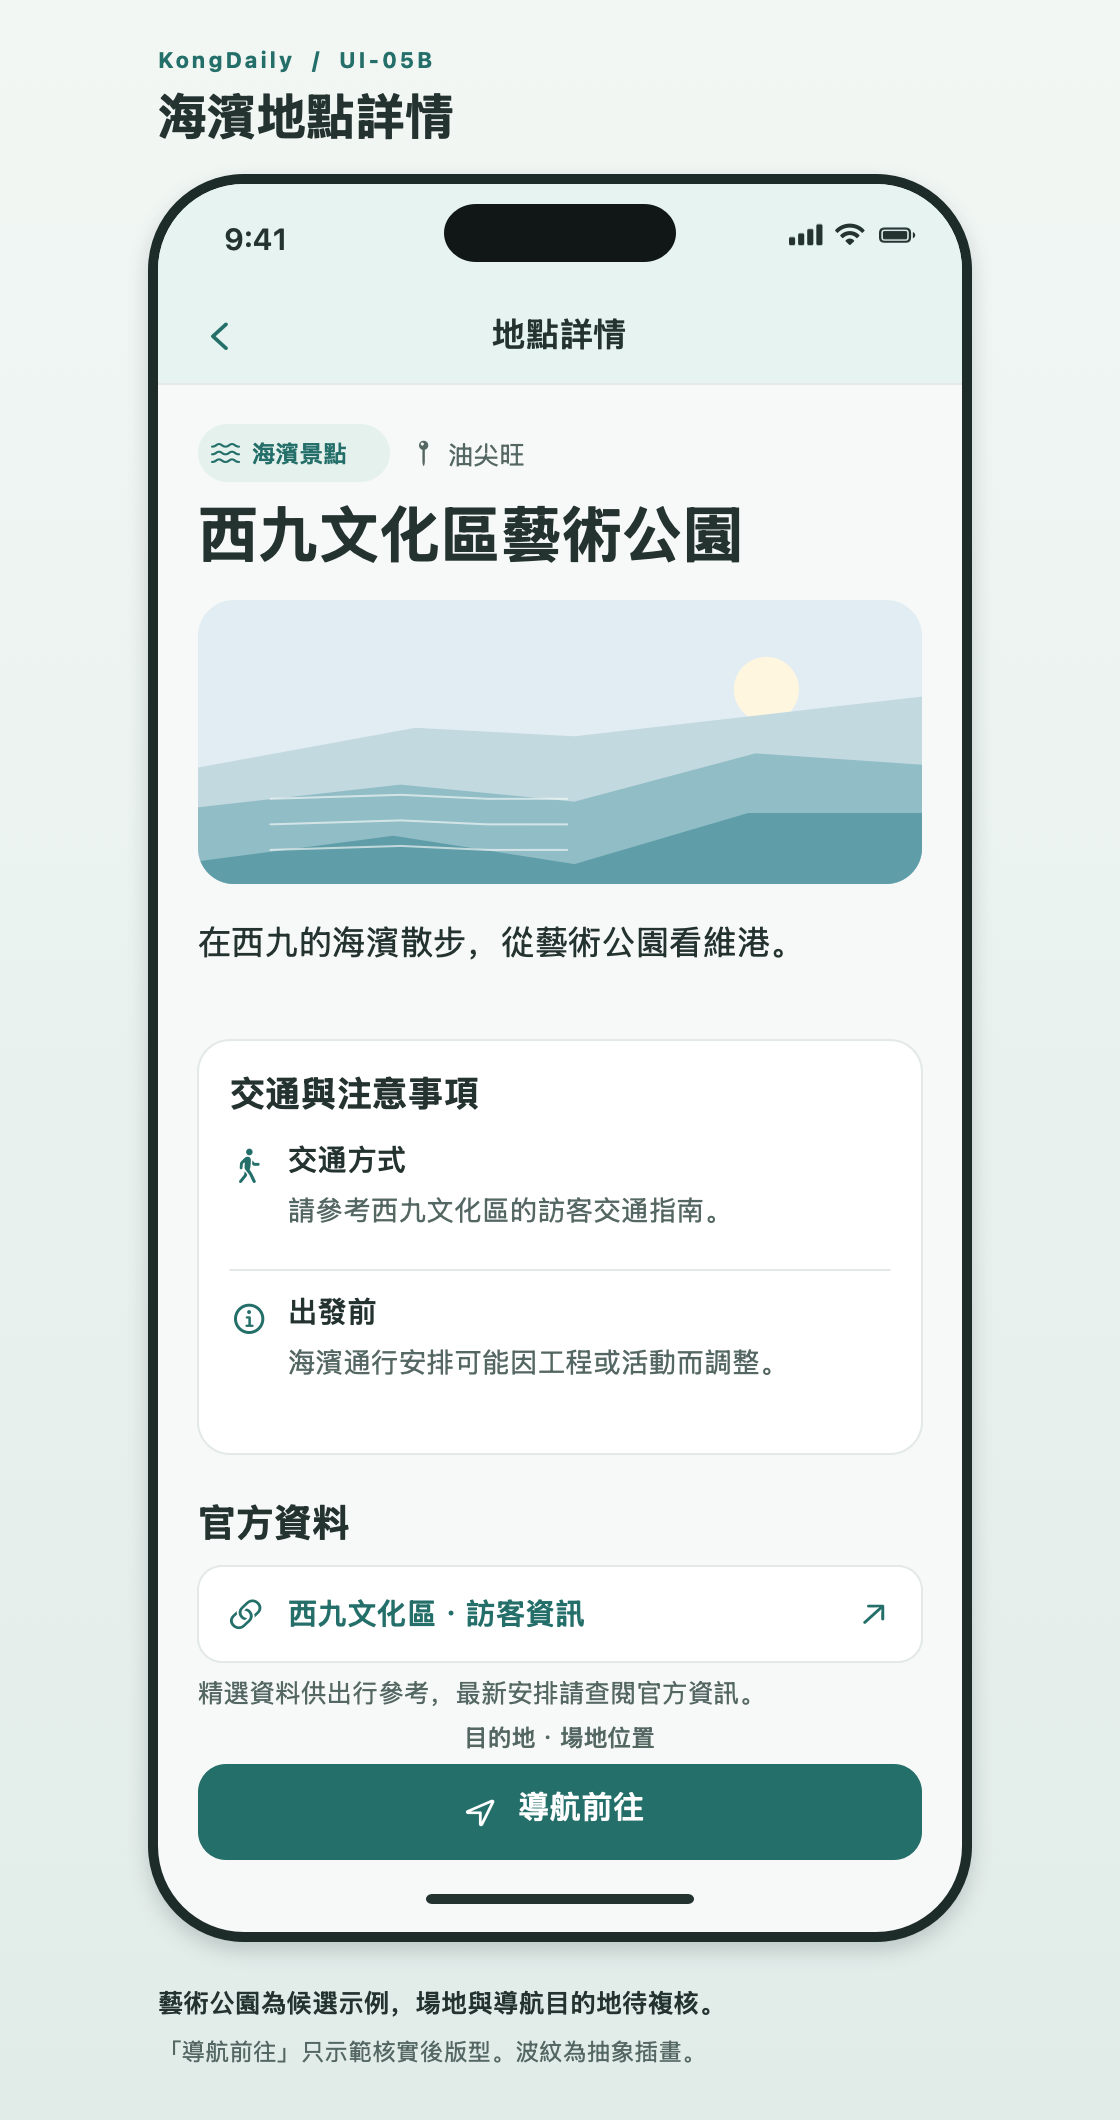 KongDaily / UI-05B
海濱地點詳情
9:41
地點詳情
海濱景點
油尖旺
西九文化區藝術公園
在西九的海濱散步，從藝術公園看維港。
交通與注意事項
交通方式
請參考西九文化區的訪客交通指南。
出發前
海濱通行安排可能因工程或活動而調整。
官方資料
西九文化區 · 訪客資訊
精選資料供出行參考，最新安排請查閱官方資訊。
目的地 · 場地位置
導航前往
藝術公園為候選示例，場地與導航目的地待複核。
「導航前往」只示範核實後版型。波紋為抽象插畫。